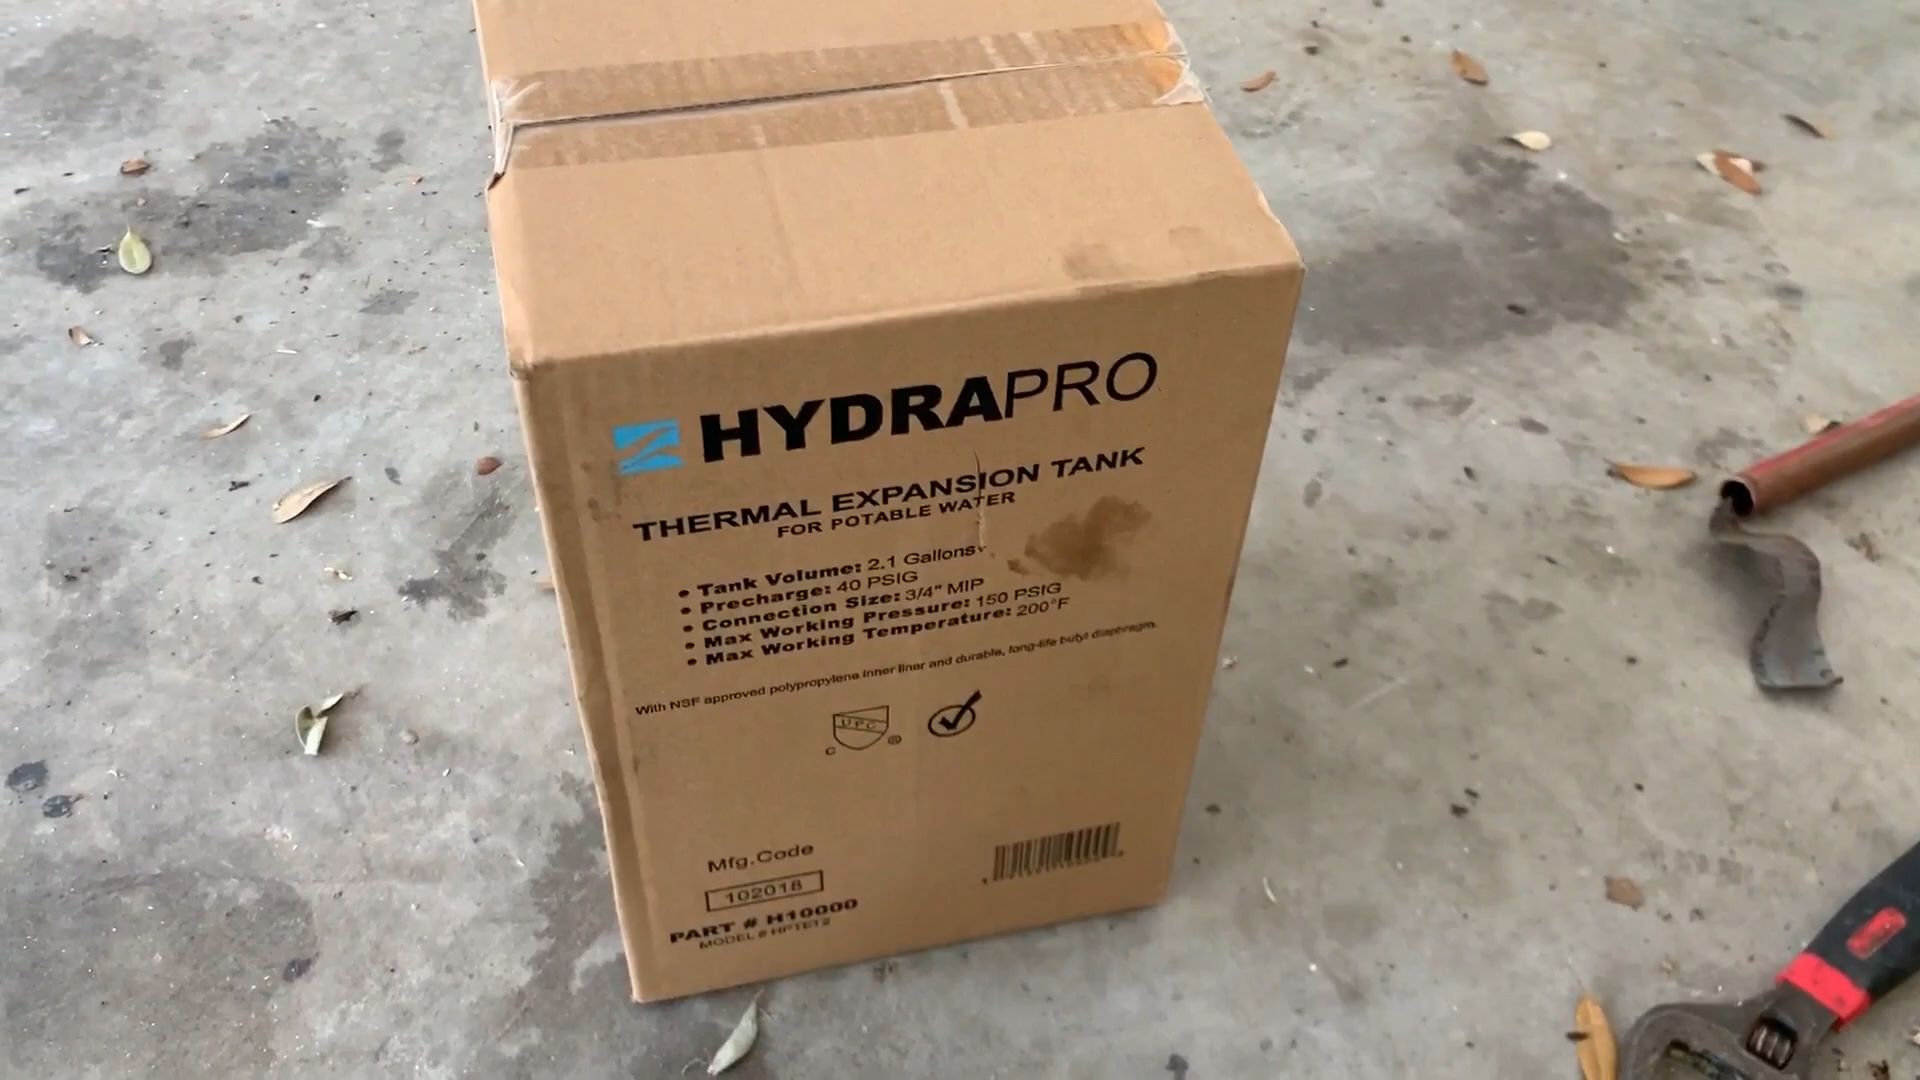 HYDRAPRO
THERMAL EXPANSION TANK
FOR POTABLE WATER
• Tank Volume: 2.1 Gallons
• Precharge: 40 PSIG
• Connection Size: 3/4" MIP
• Max Working Pressure: 150 PSIG
• Max Working Temperature: 200°F
With NSF approved polypropylene inner liner and durable, long-life butyl diaphragm.
UPC
C ®
Mfg.Code
102018
PART # H10000
MODEL # HPTE12